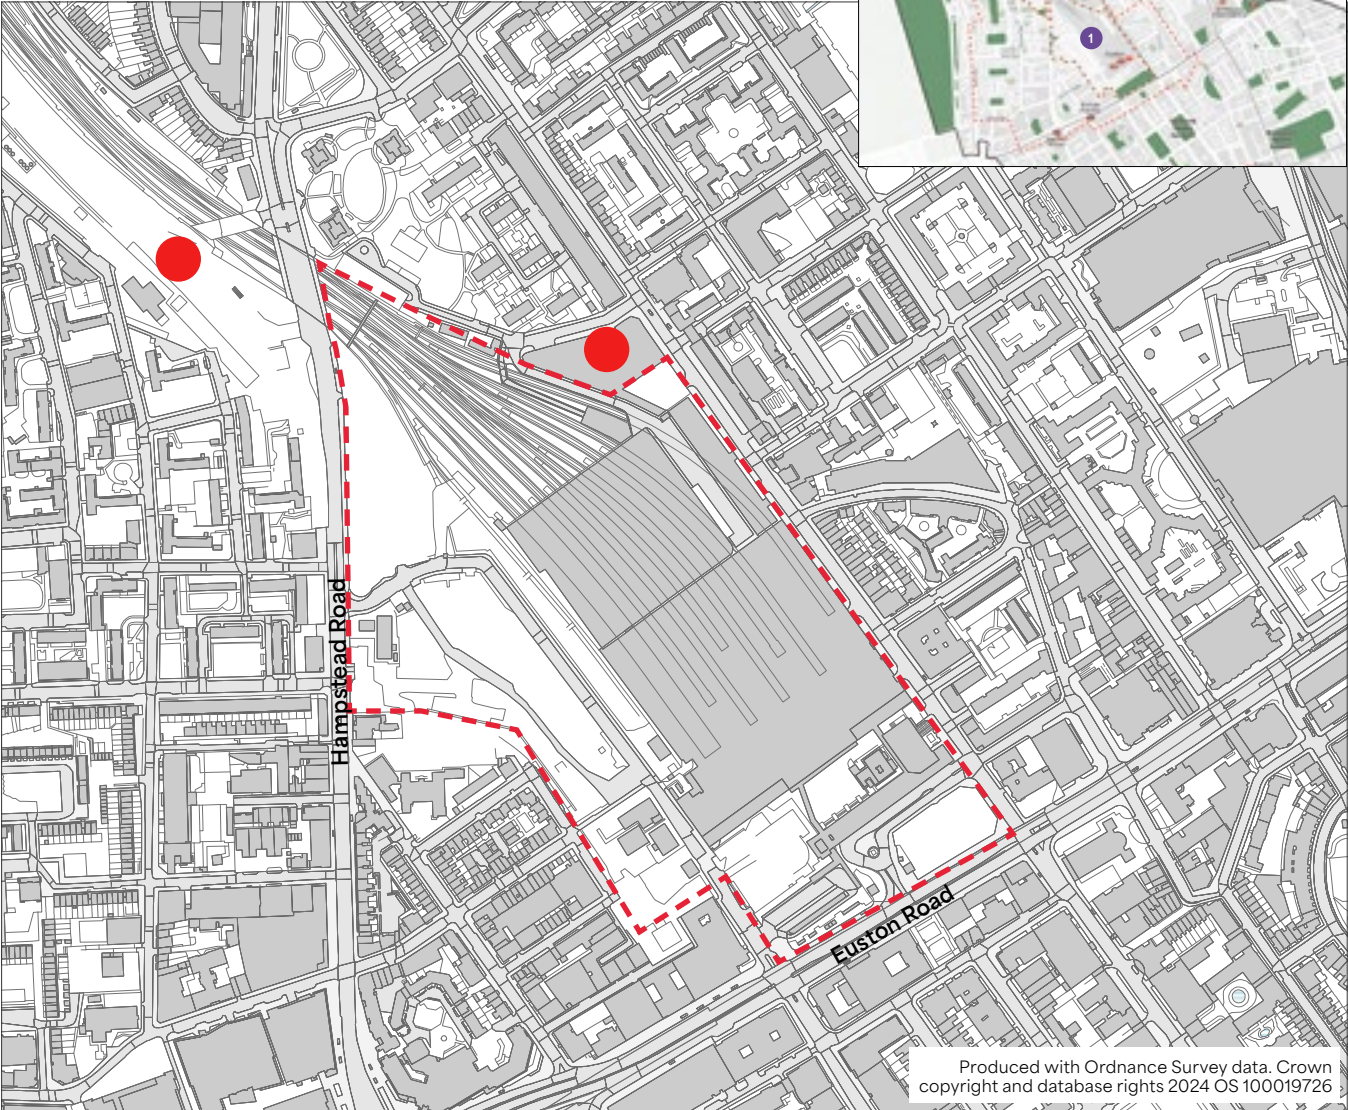 1
Hampstead Road
Euston Road
Produced with Ordnance Survey data. Crown
copyright and database rights 2024 OS 100019726